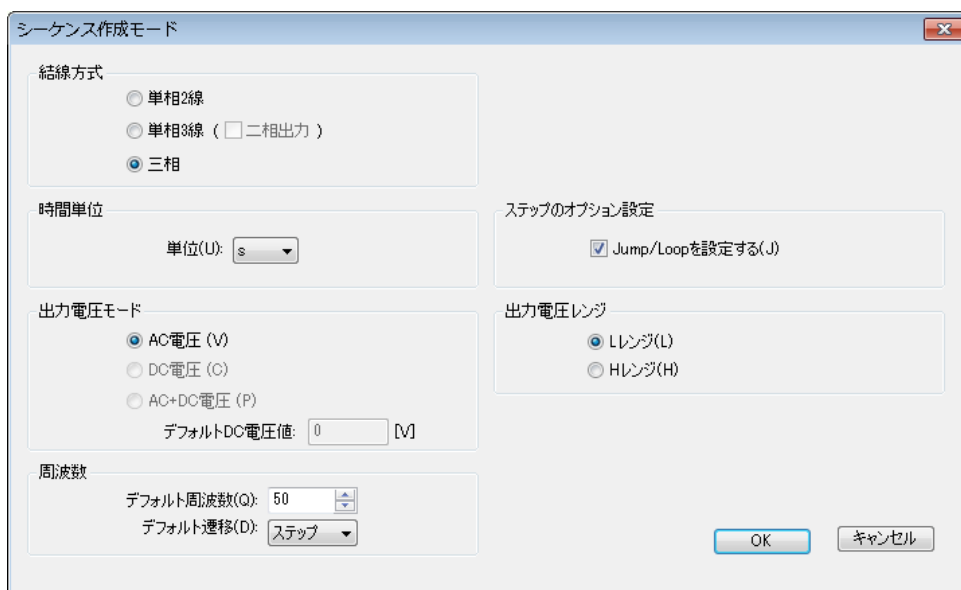 シーケンス作成モード
結線方式
単相2線
単相3線 ( 二相出力 )
三相
時間単位
単位(U): s
ステップのオプション設定
Jump/Loopを設定する(J)
出力電圧モード
AC電圧 (V)
DC電圧 (C)
AC+DC電圧 (P)
デフォルトDC電圧値: 0 [V]
出力電圧レンジ
Lレンジ(L)
Hレンジ(H)
周波数
デフォルト周波数(Q): 50
デフォルト遷移(D): ステップ
OK
キャンセル